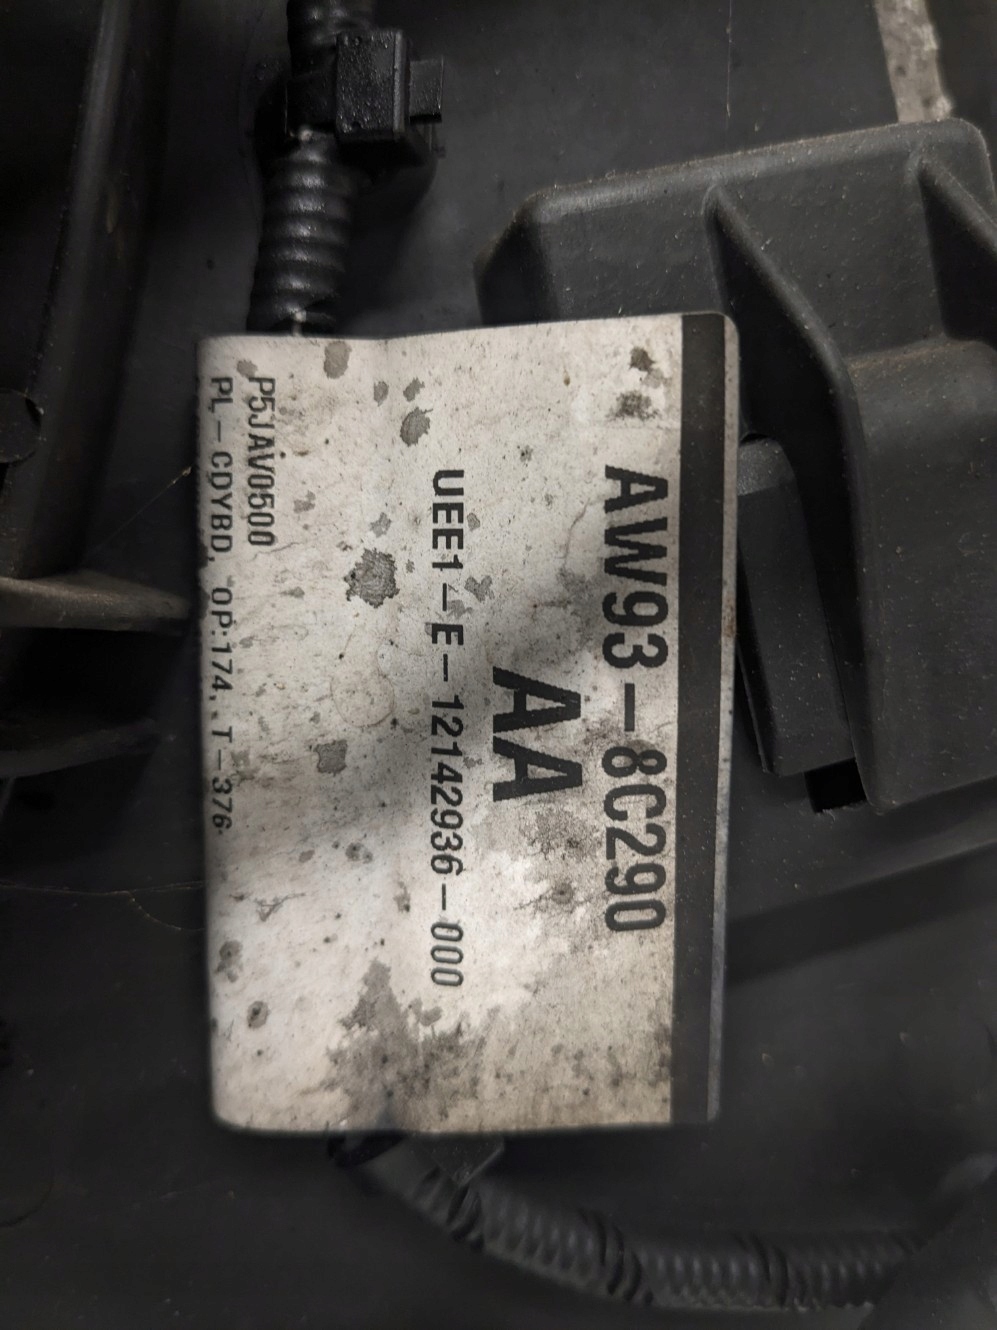 AW93-8C290
AA
UEE1-E-12142936-000
P5JAV0500
PL-CDYBD, OP:174, T-376